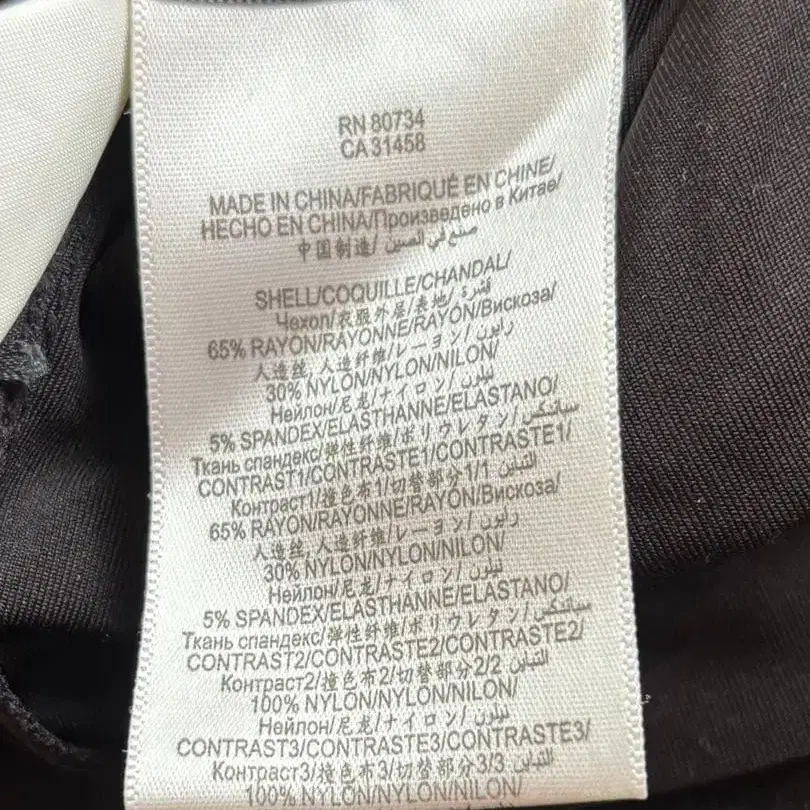 RN 80734
CA 31458
MADE IN CHINA/FABRIQUÉ EN CHINE/
HECHO EN CHINA/Произведено в Китае/
中国制造/ صنع في الصين
SHELL/COQUILLE/CHANDAL/
Чехол/衣服外层/表地/ قشرة
65% RAYON/RAYONNE/RAYON/Вискоза/
人造丝, 人造纤维/レーヨン/ رايون
30% NYLON/NYLON/NILON/
Нейлон/尼龙/ナイロン/ نيلون
5% SPANDEX/ELASTHANNE/ELASTANO/
Ткань спандекс/弹性纤维/ポリウレタン/ سباندكس
CONTRAST1/CONTRASTE1/CONTRASTE1/
Контраст1/撞色布1/切替部分1/1 التباين
65% RAYON/RAYONNE/RAYON/Вискоза/
人造丝, 人造纤维/レーヨン/ رايون
30% NYLON/NYLON/NILON/
Нейлон/尼龙/ナイロン/ نيلون
5% SPANDEX/ELASTHANNE/ELASTANO/
Ткань спандекс/弹性纤维/ポリウレタン/ سباندكس
CONTRAST2/CONTRASTE2/CONTRASTE2/
Контраст2/撞色布2/切替部分2/2 التباين
100% NYLON/NYLON/NILON/
Нейлон/尼龙/ナイロン/ نيلون
CONTRAST3/CONTRASTE3/CONTRASTE3/
Контраст3/撞色布3/切替部分3/3 التباين
100% NYLON/NYLON/NILON/